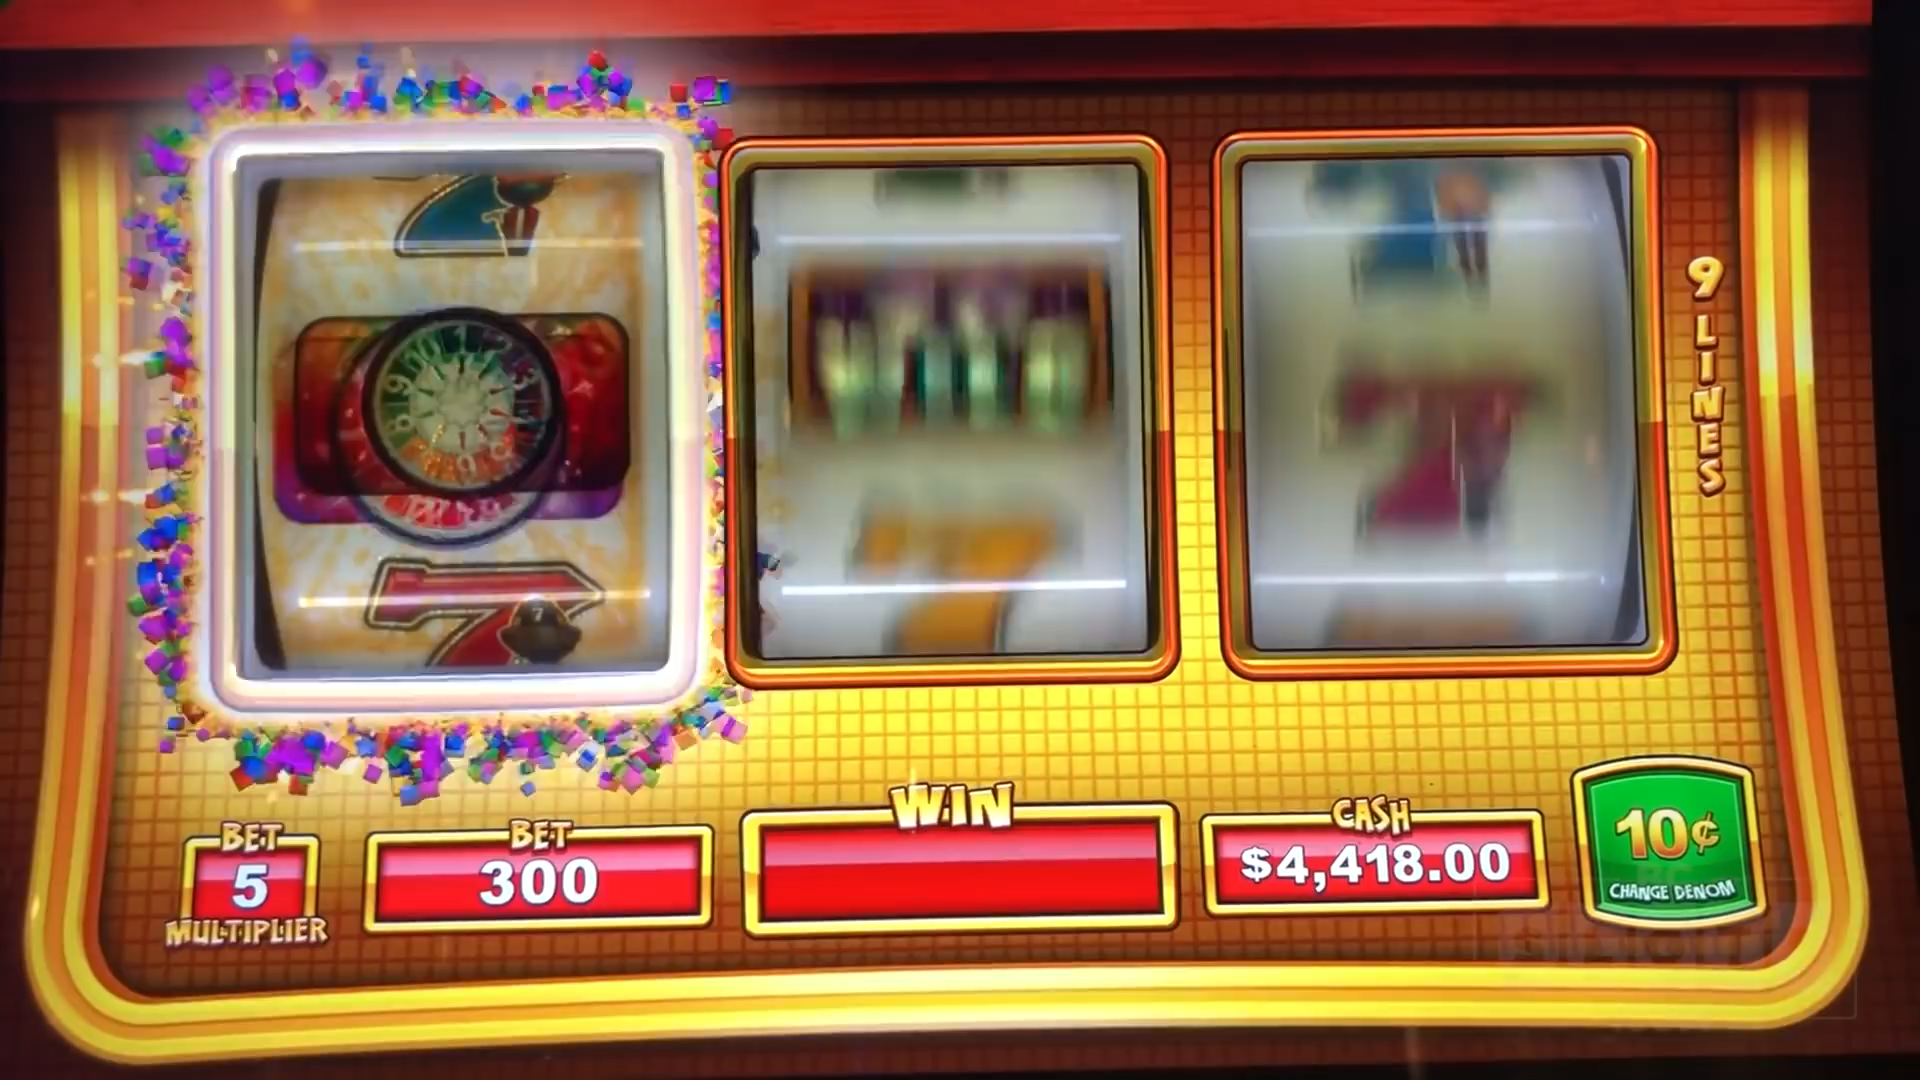 9 LINES
WIN
BET
5
MULTIPLIER
BET
300
CASH
$4,418.00
10¢
CHANGE DENOM